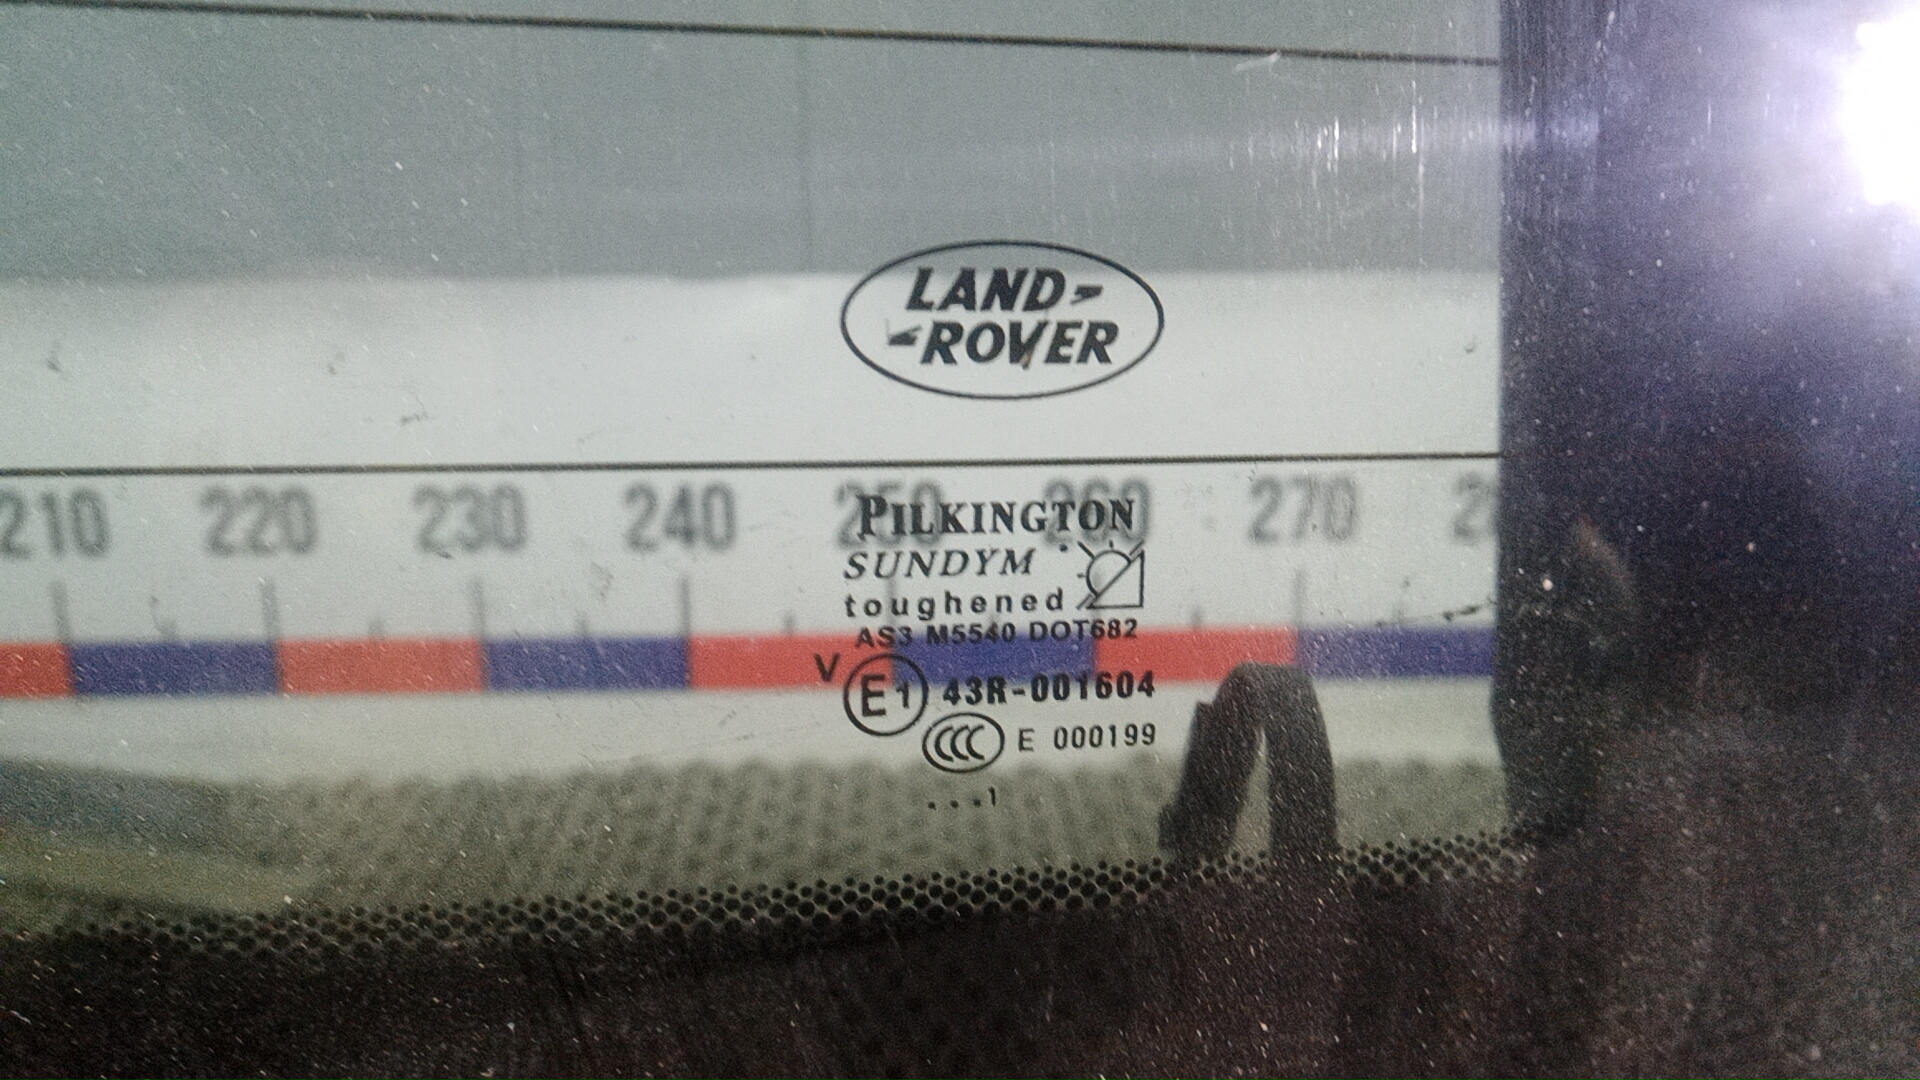 LAND-
-ROVER
210 220 230 240 250 260 270
PILKINGTON
SUNDYM
toughened
AS3 M5540 DOT682
V E1 43R-001604
CCC E 000199
...1